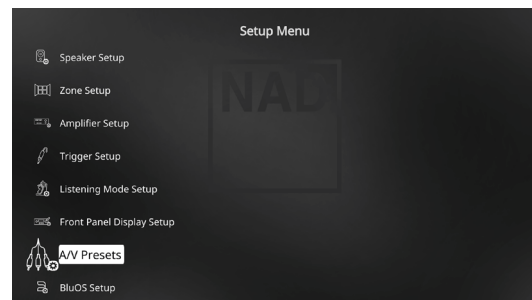 Setup Menu
Speaker Setup
Zone Setup
NAD
Amplifier Setup
Trigger Setup
Listening Mode Setup
Front Panel Display Setup
A/V Presets
BluOS Setup